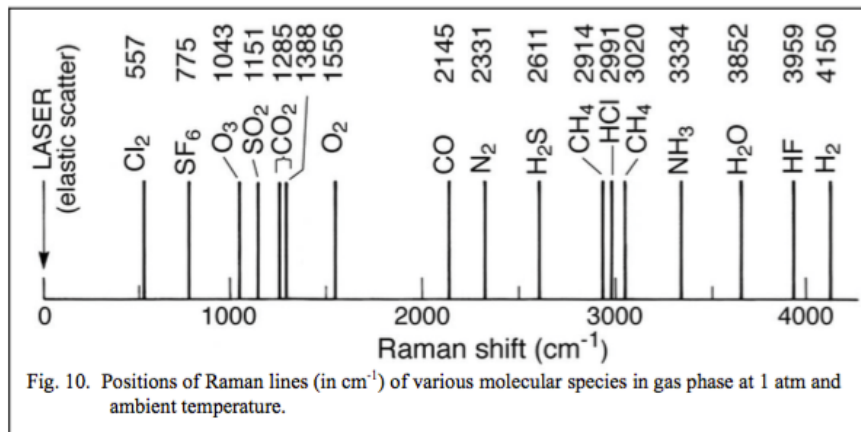 557
775
1043
1151
1285
1388
1556
2145
2331
2611
2914
2991
3020
3334
3852
3959
4150
LASER
(elastic scatter)
Cl₂
SF₆
O₃
SO₂
CO₂
O₂
CO
N₂
H₂S
CH₄
HCl
CH₄
NH₃
H₂O
HF
H₂
0
1000
2000
3000
4000
Raman shift (cm⁻¹)
Fig. 10. Positions of Raman lines (in cm⁻¹) of various molecular species in gas phase at 1 atm and
ambient temperature.